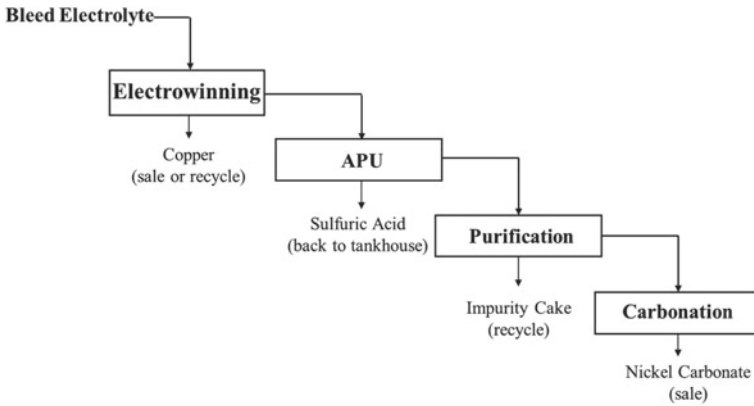 Bleed Electrolyte
Electrowinning
Copper
(sale or recycle)
APU
Sulfuric Acid
(back to tankhouse)
Purification
Impurity Cake
(recycle)
Carbonation
Nickel Carbonate
(sale)